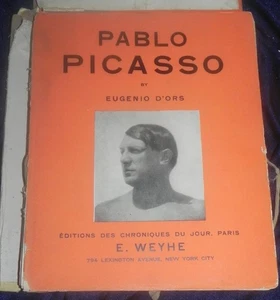 PABLO
PICASSO
BY
EUGENIO D'ORS
ÉDITIONS DES CHRONIQUES DU JOUR, PARIS
E. WEYHE
794 LEXINGTON AVENUE, NEW YORK CITY